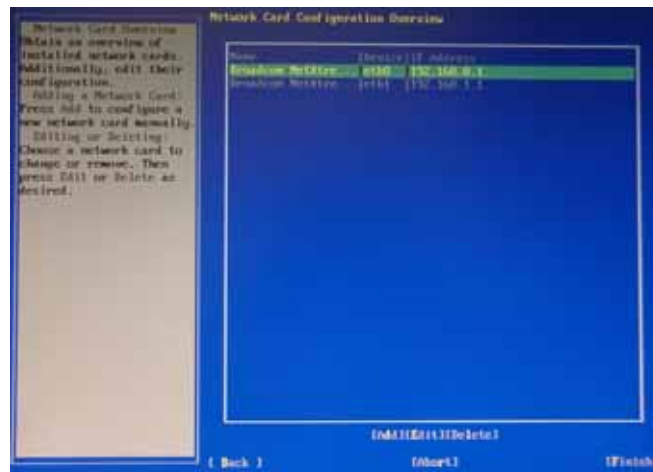 Network Card Configuration Overview
Network Card Overview
Obtain an overview of
installed network cards.
Additionally, edit their
configuration.
Adding a Network Card:
Press Add to configure a
new network card manually.
Editing or Deleting:
Choose a network card to
change or remove. Then
press Edit or Delete as
desired.
Name |Device|IP Address
Broadcom NetXtre... |eth0 |192.168.0.1
Broadcom NetXtre... |eth1 |192.168.1.1
[Add][Edit][Delete]
[ Back ] [Abort] [Finish